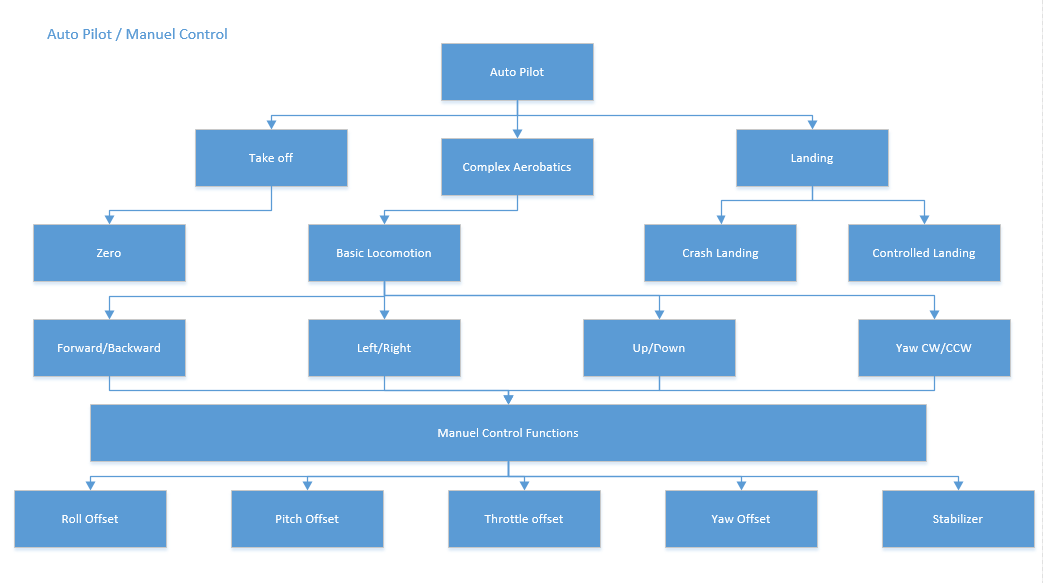 Auto Pilot / Manuel Control
Auto Pilot
Take off
Complex Aerobatics
Landing
Zero
Basic Locomotion
Crash Landing
Controlled Landing
Forward/Backward
Left/Right
Up/Down
Yaw CW/CCW
Manuel Control Functions
Roll Offset
Pitch Offset
Throttle offset
Yaw Offset
Stabilizer